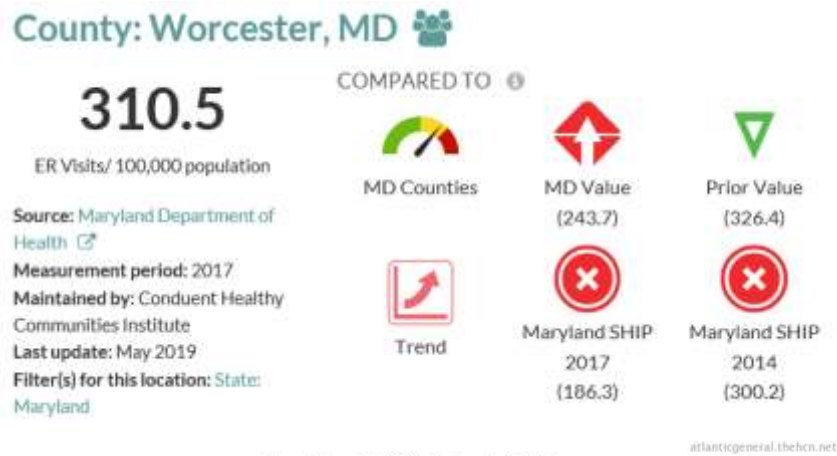 County: Worcester, MD
310.5
ER Visits/ 100,000 population
Source: Maryland Department of
Health
Measurement period: 2017
Maintained by: Conduent Healthy
Communities Institute
Last update: May 2019
Filter(s) for this location: State:
Maryland
COMPARED TO
MD Counties
MD Value
(243.7)
Prior Value
(326.4)
Trend
Maryland SHIP
2017
(186.3)
Maryland SHIP
2014
(300.2)
atlanticgeneral.thehcn.net